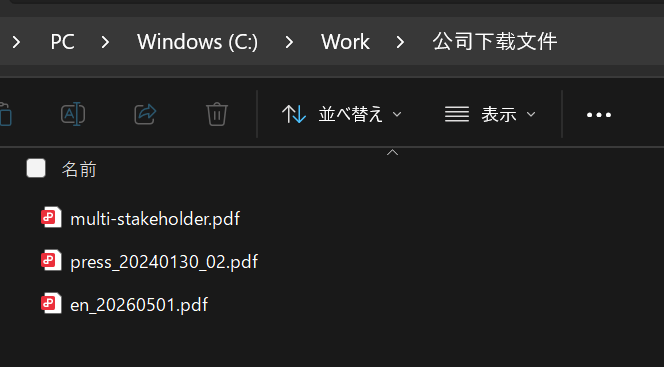 PC Windows (C:) Work 公司下载文件
並べ替え 表示
名前
multi-stakeholder.pdf
press_20240130_02.pdf
en_20260501.pdf